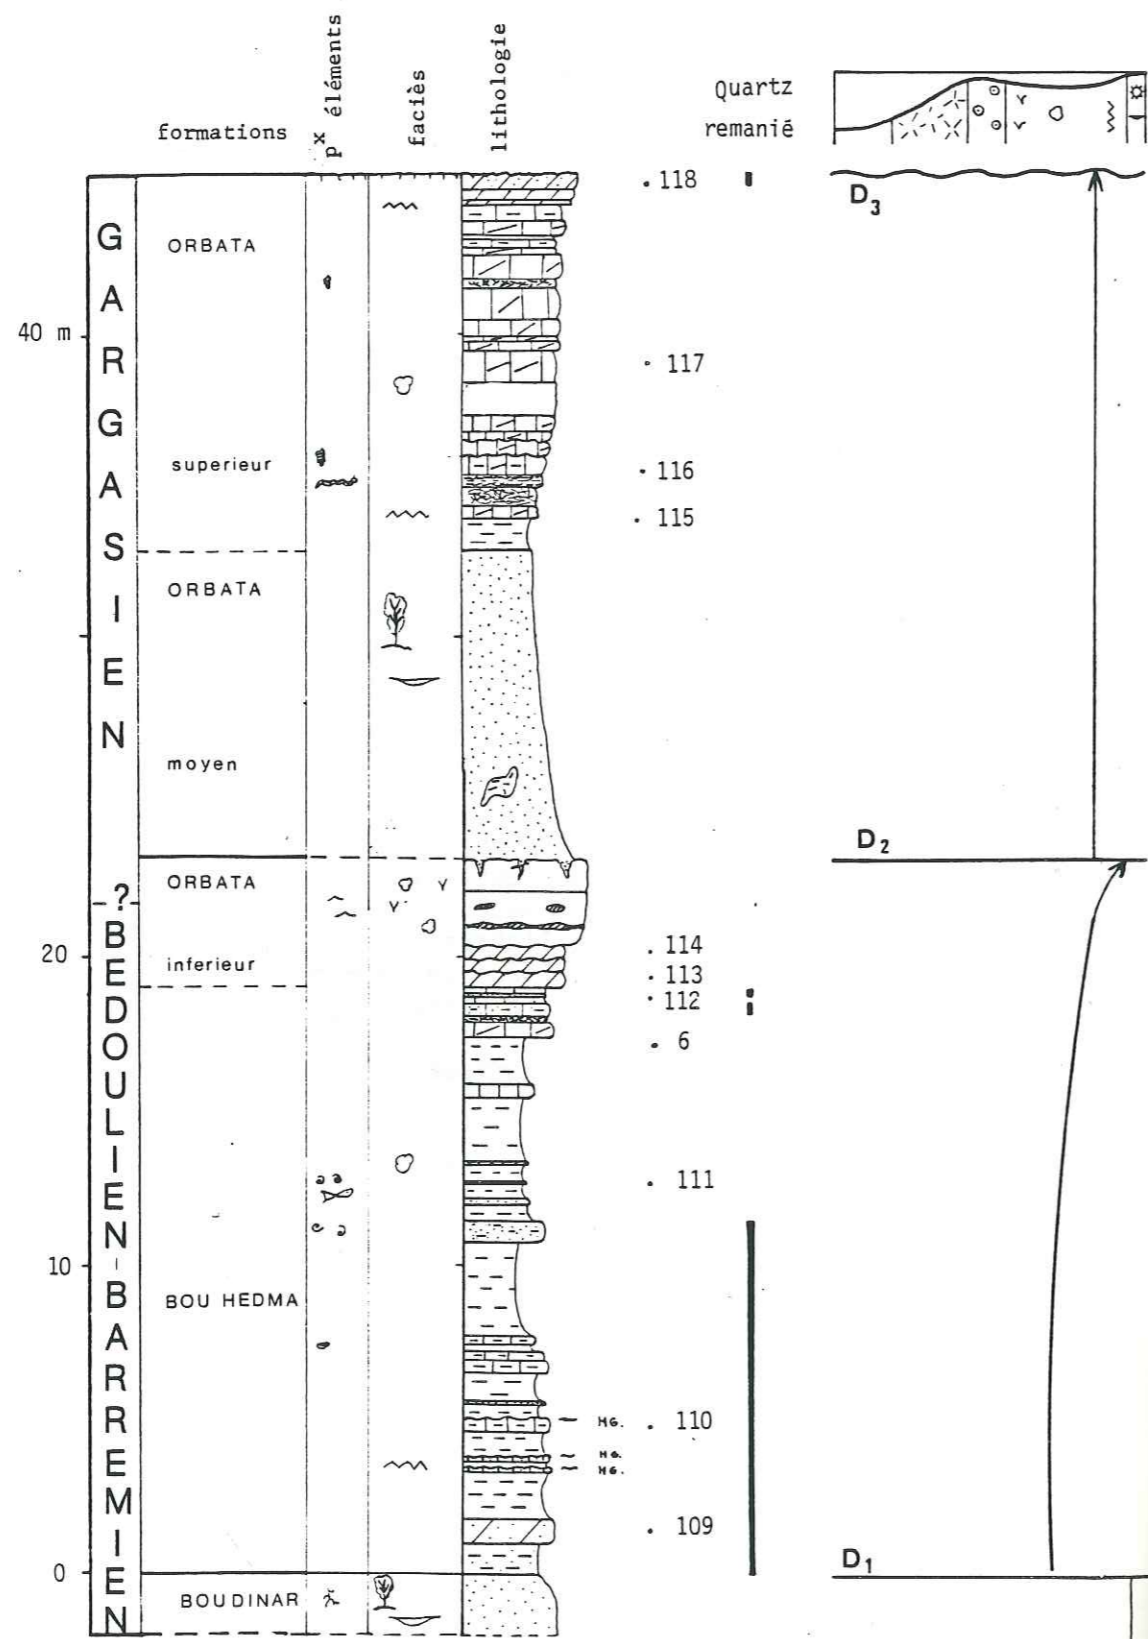 formations
pˣ éléments
faciès
lithologie
Quartz
remanié
GARGASIEN
-?-
BEDOULIEN-BARREMIEN
ORBATA
superieur
ORBATA
moyen
ORBATA
inferieur
BOU HEDMA
BOUDINAR
40 m
20
10
0
118
117
116
115
114
113
112
6
111
HG. 110
HG.
HG.
109
D₃
D₂
D₁